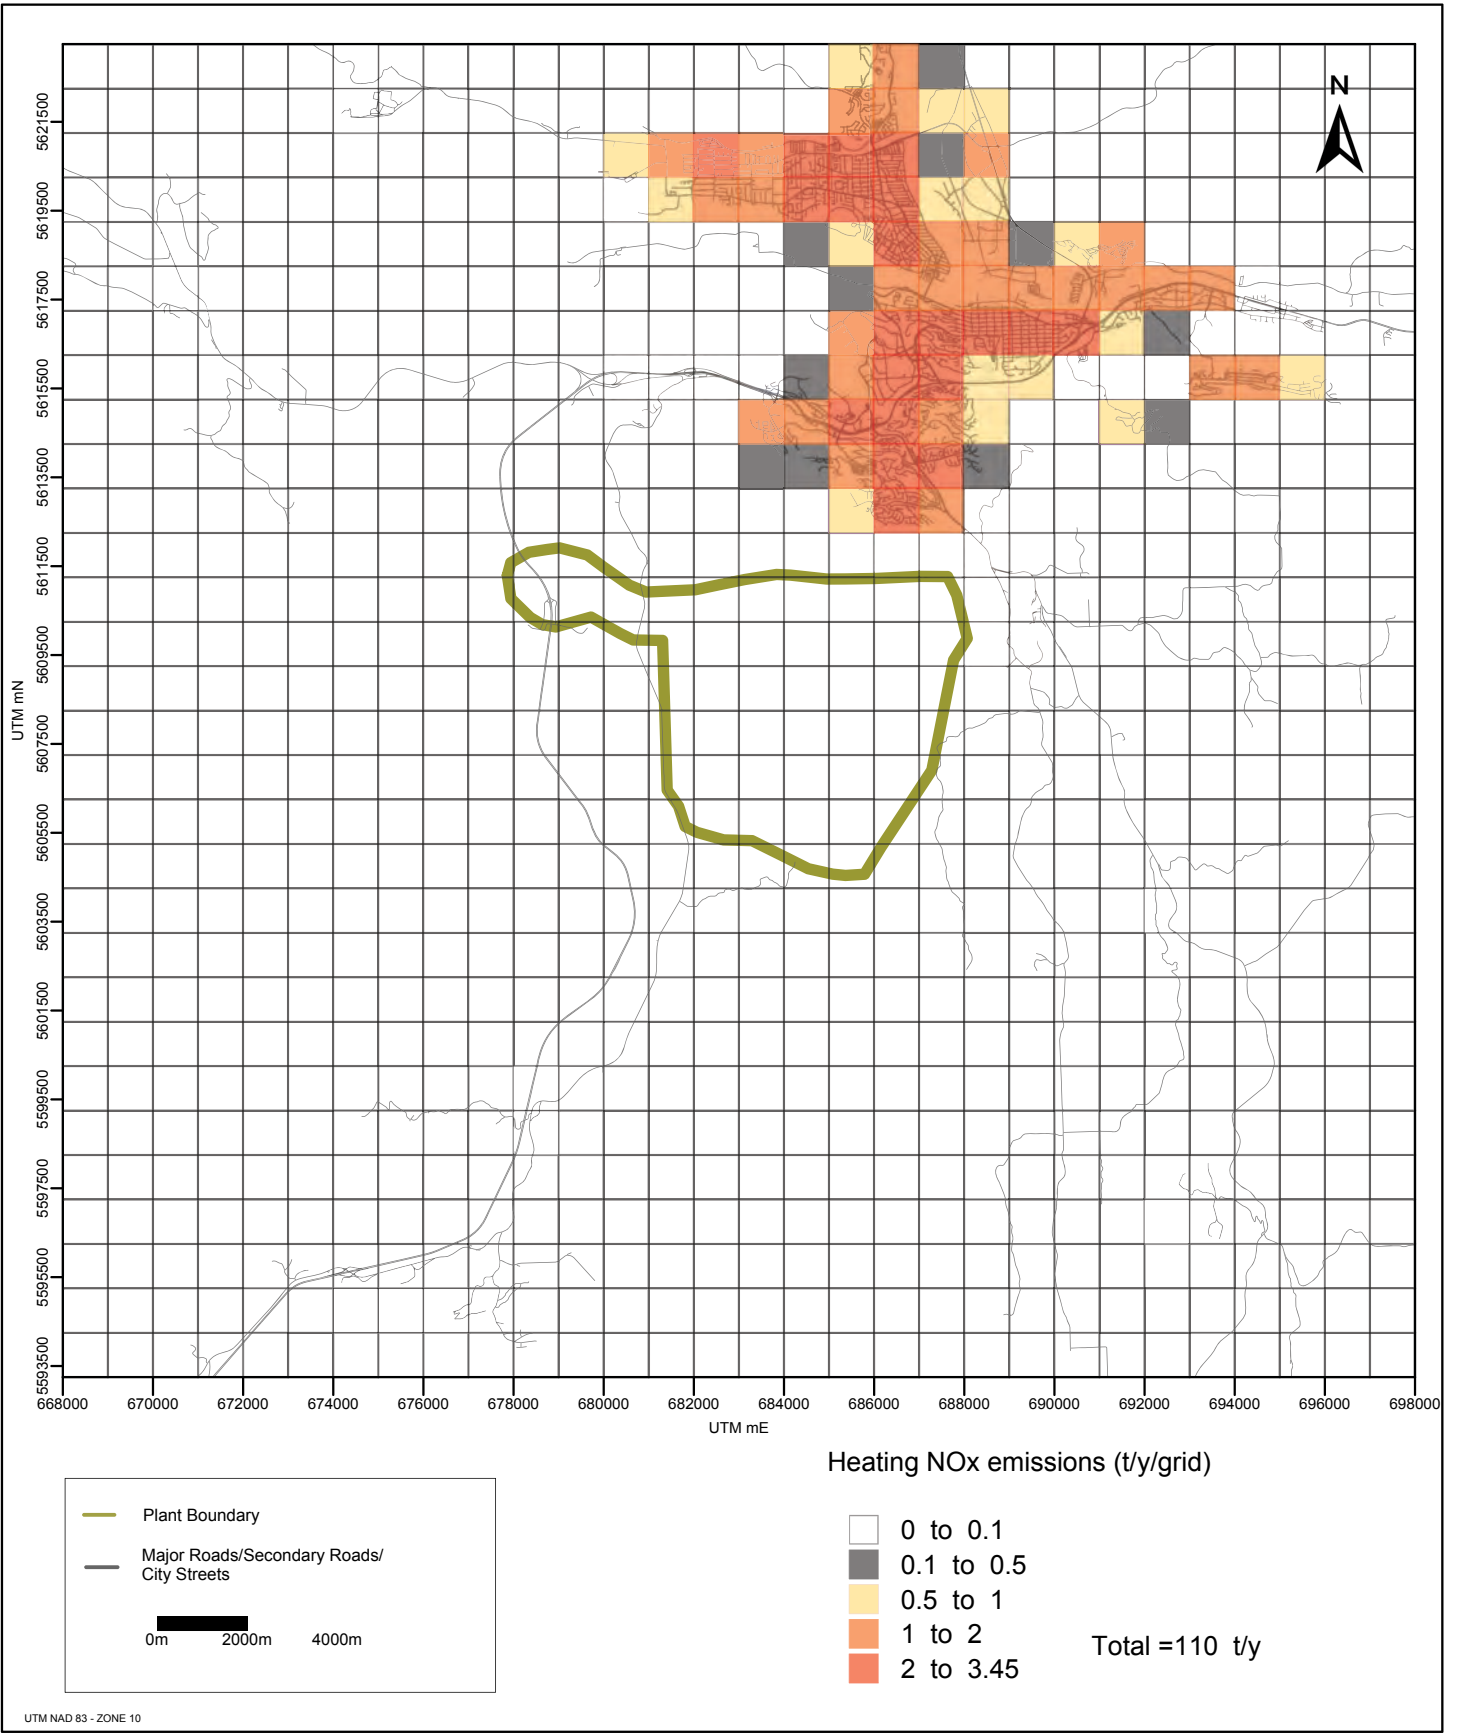 N
5621500
5619500
5617500
5615500
5613500
5611500
5609500
5607500
5605500
5603500
5601500
5599500
5597500
5595500
5593500
UTM mN
668000 670000 672000 674000 676000 678000 680000 682000 684000 686000 688000 690000 692000 694000 696000 698000
UTM mE
Heating NOx emissions (t/y/grid)
0 to 0.1
0.1 to 0.5
0.5 to 1
1 to 2
2 to 3.45
Total =110 t/y
Plant Boundary
Major Roads/Secondary Roads/
City Streets
0m 2000m 4000m
UTM NAD 83 - ZONE 10